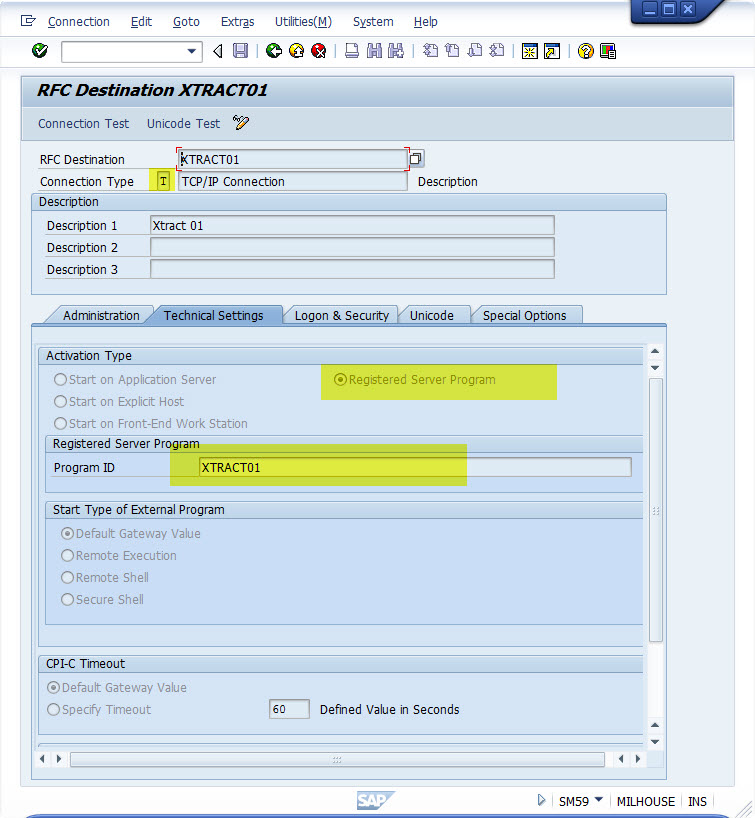 Connection Edit Goto Extras Utilities(M) System Help
RFC Destination XTRACT01
Connection Test Unicode Test
RFC Destination XTRACT01
Connection Type T TCP/IP Connection Description
Description
Description 1 Xtract 01
Description 2
Description 3
Administration Technical Settings Logon & Security Unicode Special Options
Activation Type
Start on Application Server Registered Server Program
Start on Explicit Host
Start on Front-End Work Station
Registered Server Program
Program ID XTRACT01
Start Type of External Program
Default Gateway Value
Remote Execution
Remote Shell
Secure Shell
CPI-C Timeout
Default Gateway Value
Specify Timeout 60 Defined Value in Seconds
SAP SM59 MILHOUSE INS